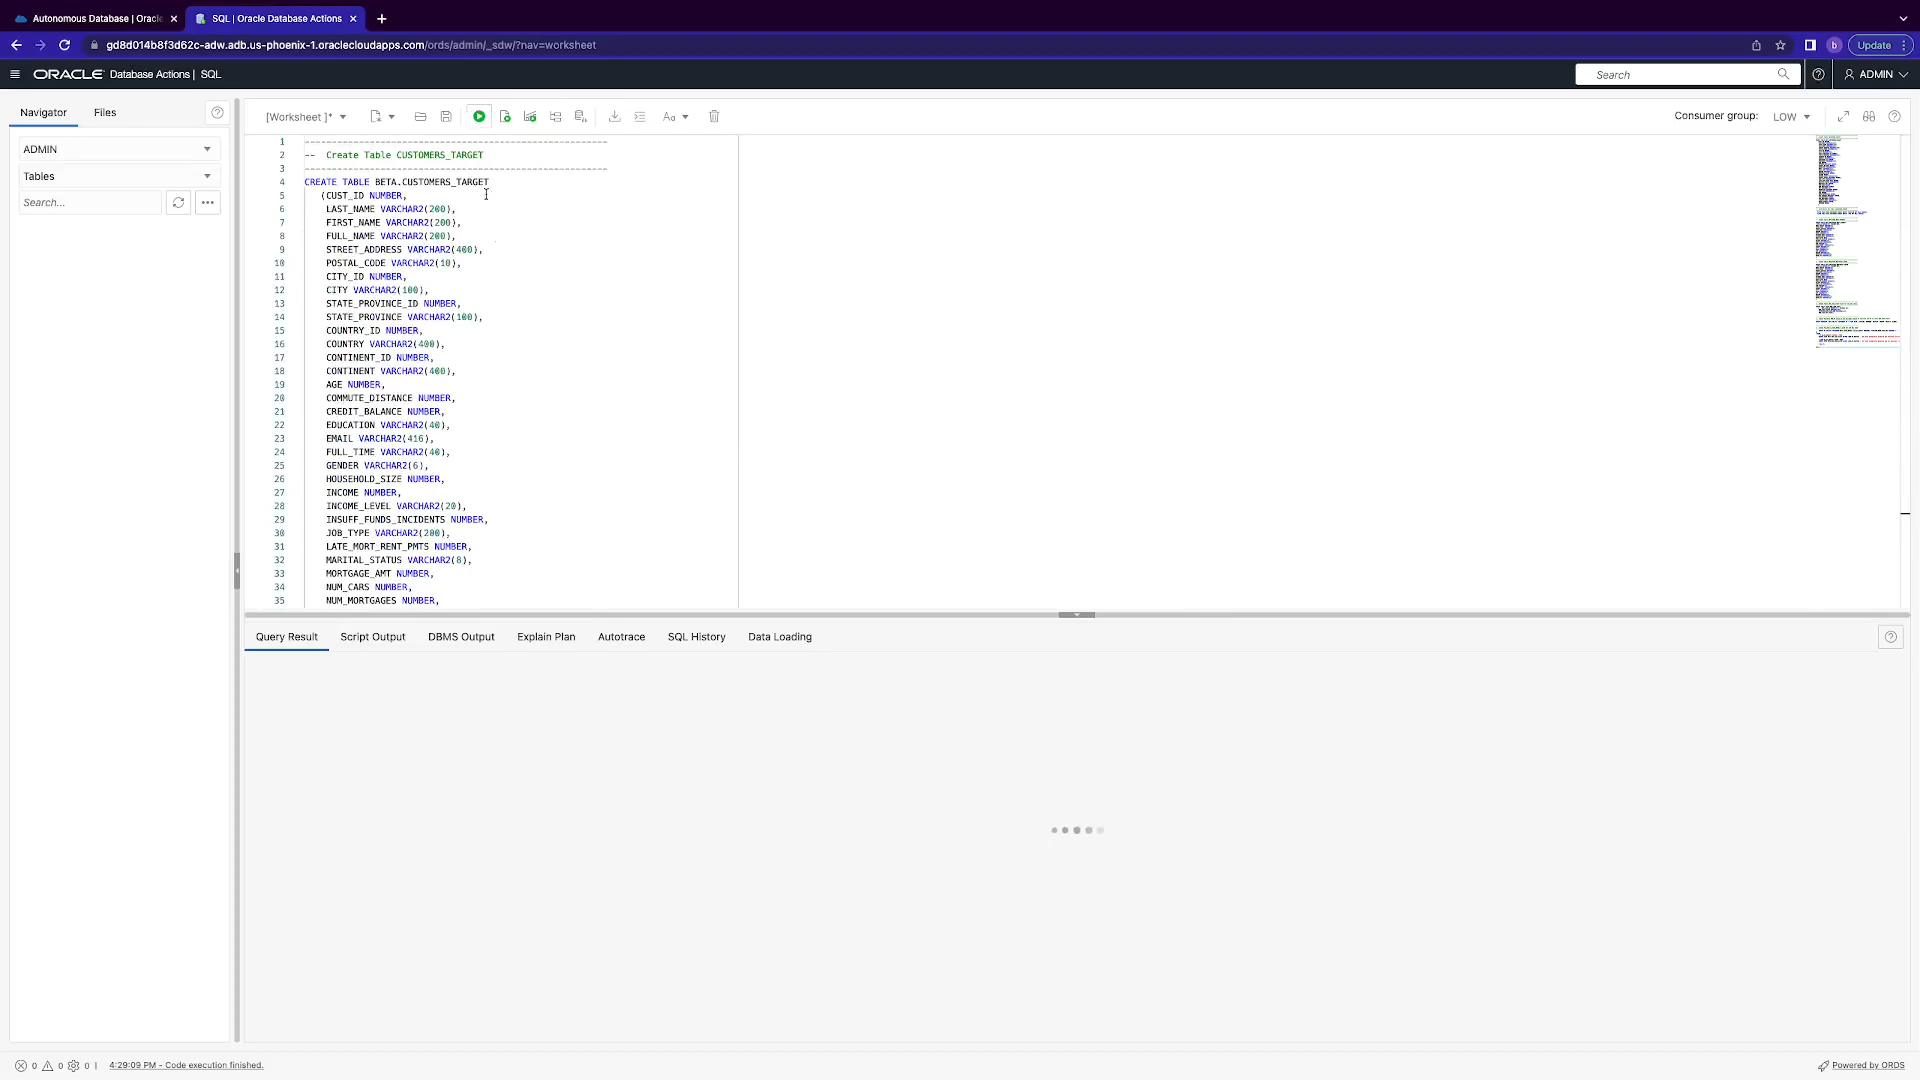 Autonomous Database | Oracle
SQL | Oracle Database Actions
gd8d014b8f3d62c-adw.adb.us-phoenix-1.oraclecloudapps.com/ords/admin/_sdw/?nav=worksheet
b
Update
ORACLE Database Actions | SQL
Search
ADMIN
Navigator
Files
ADMIN
Tables
Search...
[Worksheet ]*
Aa
Consumer group: LOW
1 --------------------------------------------------------
2 --  Create Table CUSTOMERS_TARGET
3 --------------------------------------------------------
4 CREATE TABLE BETA.CUSTOMERS_TARGET
5 (CUST_ID NUMBER,
6 LAST_NAME VARCHAR2(200),
7 FIRST_NAME VARCHAR2(200),
8 FULL_NAME VARCHAR2(200),
9 STREET_ADDRESS VARCHAR2(400),
10 POSTAL_CODE VARCHAR2(10),
11 CITY_ID NUMBER,
12 CITY VARCHAR2(100),
13 STATE_PROVINCE_ID NUMBER,
14 STATE_PROVINCE VARCHAR2(100),
15 COUNTRY_ID NUMBER,
16 COUNTRY VARCHAR2(400),
17 CONTINENT_ID NUMBER,
18 CONTINENT VARCHAR2(400),
19 AGE NUMBER,
20 COMMUTE_DISTANCE NUMBER,
21 CREDIT_BALANCE NUMBER,
22 EDUCATION VARCHAR2(40),
23 EMAIL VARCHAR2(416),
24 FULL_TIME VARCHAR2(40),
25 GENDER VARCHAR2(6),
26 HOUSEHOLD_SIZE NUMBER,
27 INCOME NUMBER,
28 INCOME_LEVEL VARCHAR2(20),
29 INSUFF_FUNDS_INCIDENTS NUMBER,
30 JOB_TYPE VARCHAR2(200),
31 LATE_MORT_RENT_PMTS NUMBER,
32 MARITAL_STATUS VARCHAR2(8),
33 MORTGAGE_AMT NUMBER,
34 NUM_CARS NUMBER,
35 NUM_MORTGAGES NUMBER,
Query Result
Script Output
DBMS Output
Explain Plan
Autotrace
SQL History
Data Loading
0 0 0 | 4:29:09 PM - Code execution finished.
Powered by ORDS